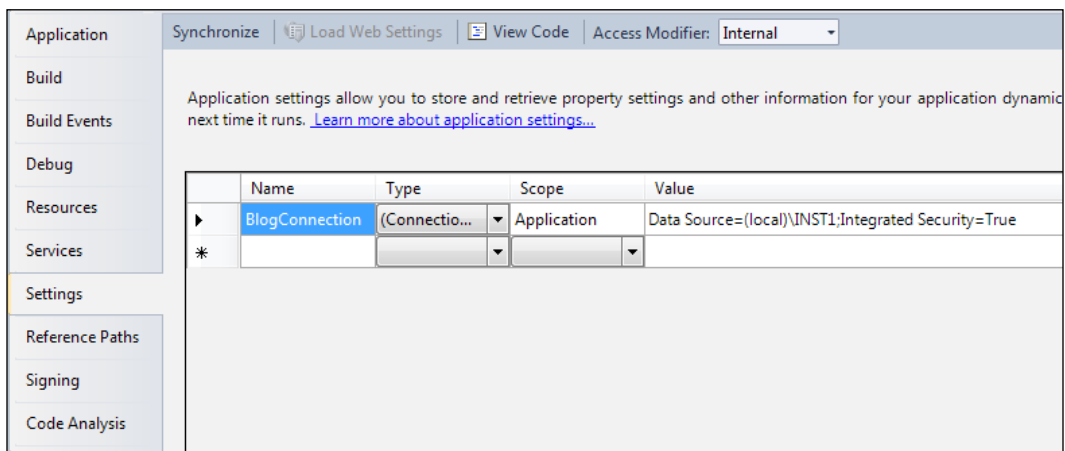 Application
Build
Build Events
Debug
Resources
Services
Settings
Reference Paths
Signing
Code Analysis
Synchronize Load Web Settings View Code Access Modifier: Internal
Application settings allow you to store and retrieve property settings and other information for your application dynamic
next time it runs. Learn more about application settings...
Name Type Scope Value
BlogConnection (Connectio... Application Data Source=(local)\INST1;Integrated Security=True